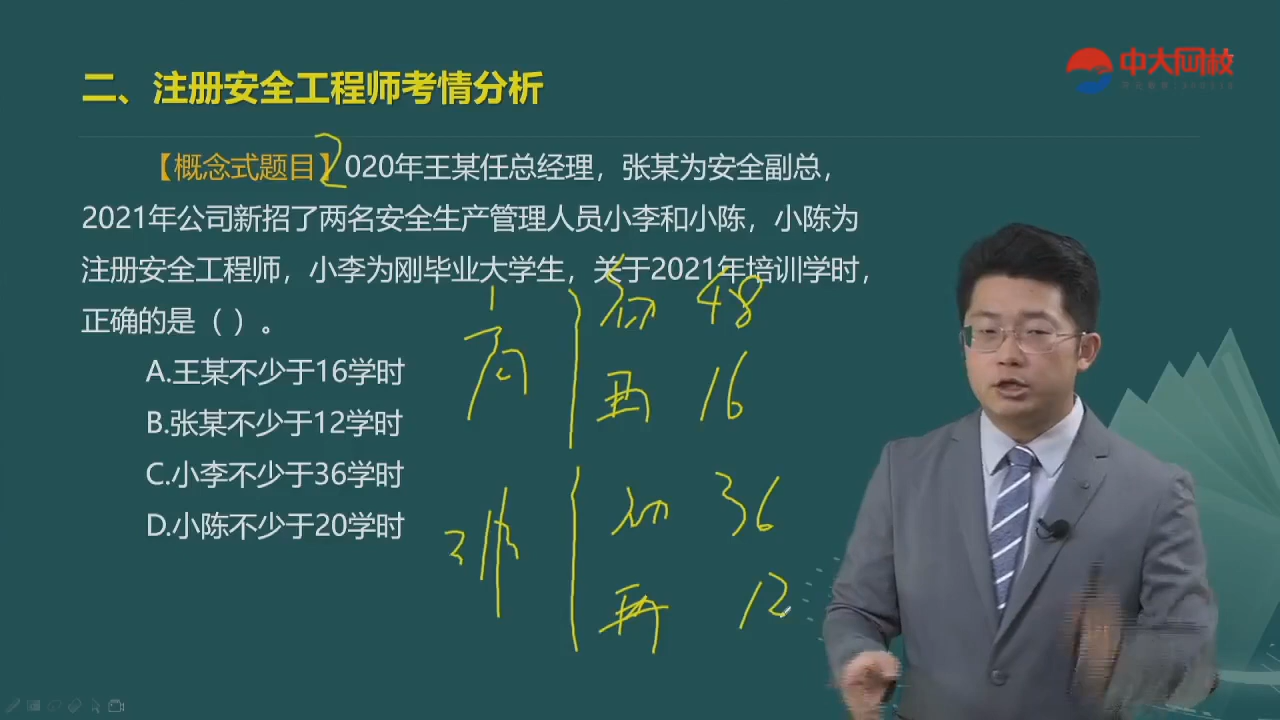 二、注册安全工程师考情分析
中大网校
【概念式题目】2020年王某任总经理，张某为安全副总，
2021年公司新招了两名安全生产管理人员小李和小陈，小陈为
注册安全工程师，小李为刚毕业大学生，关于2021年培训学时，
正确的是（ ）。
A.王某不少于16学时
B.张某不少于12学时
C.小李不少于36学时
D.小陈不少于20学时
高
初 48
再 16
非
初 36
再 12